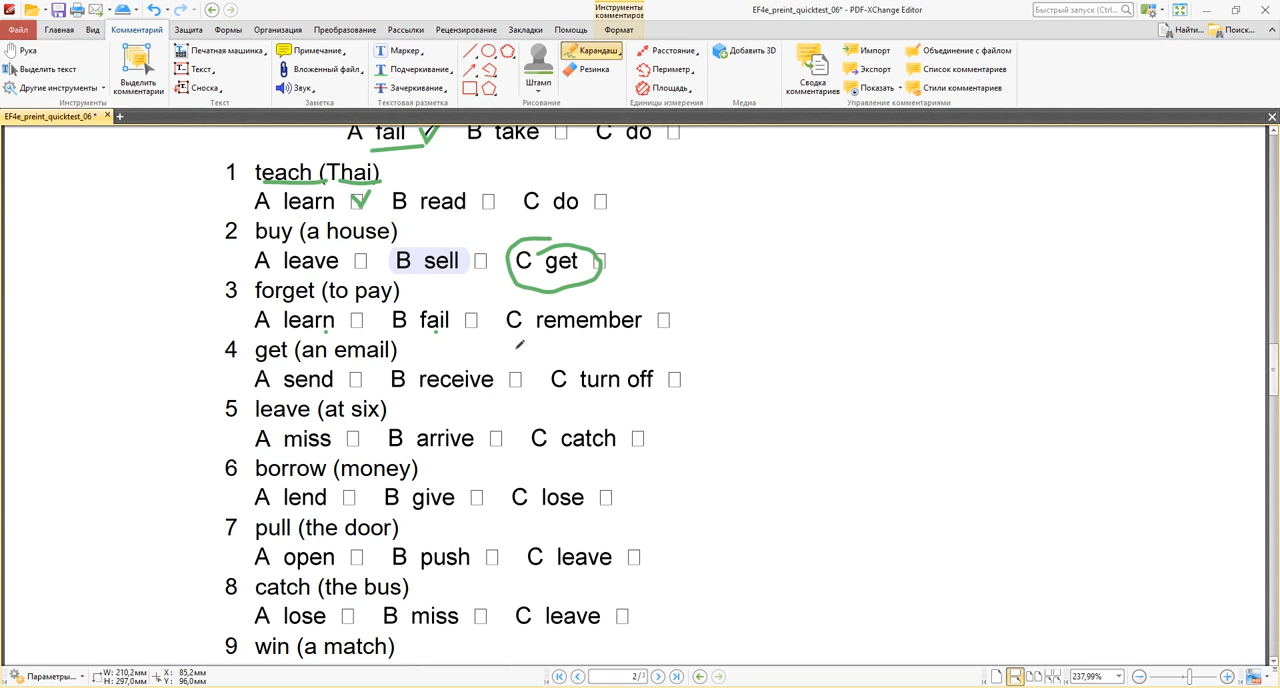 Инструменты комментиров
EF4e_preint_quicktest_06* - PDF-XChange Editor
Быстрый запуск (Ctrl...
Файл Главная Вид Комментарий Защита Формы Организация Преобразование Рассылки Рецензирование Закладки Помощь Формат Найти... Поиск...
Рука Печатная машинка Примечание Маркер Карандаш Расстояние Добавить 3D Импорт Объединение с файлом
Выделить текст Выделить комментарии Текст Вложенный файл Подчеркивание Штамп Резинка Периметр Сводка комментариев Экспорт Список комментариев
Другие инструменты Сноска Звук Зачеркивание Площадь Показать Стили комментариев
Инструменты Текст Заметка Текстовая разметка Рисование Единицы измерения Медиа Управление комментариями
EF4e_preint_quicktest_06 *
A fail B take C do
1 teach (Thai)
A learn B read C do
2 buy (a house)
A leave B sell C get
3 forget (to pay)
A learn B fail C remember
4 get (an email)
A send B receive C turn off
5 leave (at six)
A miss B arrive C catch
6 borrow (money)
A lend B give C lose
7 pull (the door)
A open B push C leave
8 catch (the bus)
A lose B miss C leave
9 win (a match)
Параметры... W: 210,2мм X: 85,2мм 2/3 237,99%
H: 297,0мм Y: 96,0мм